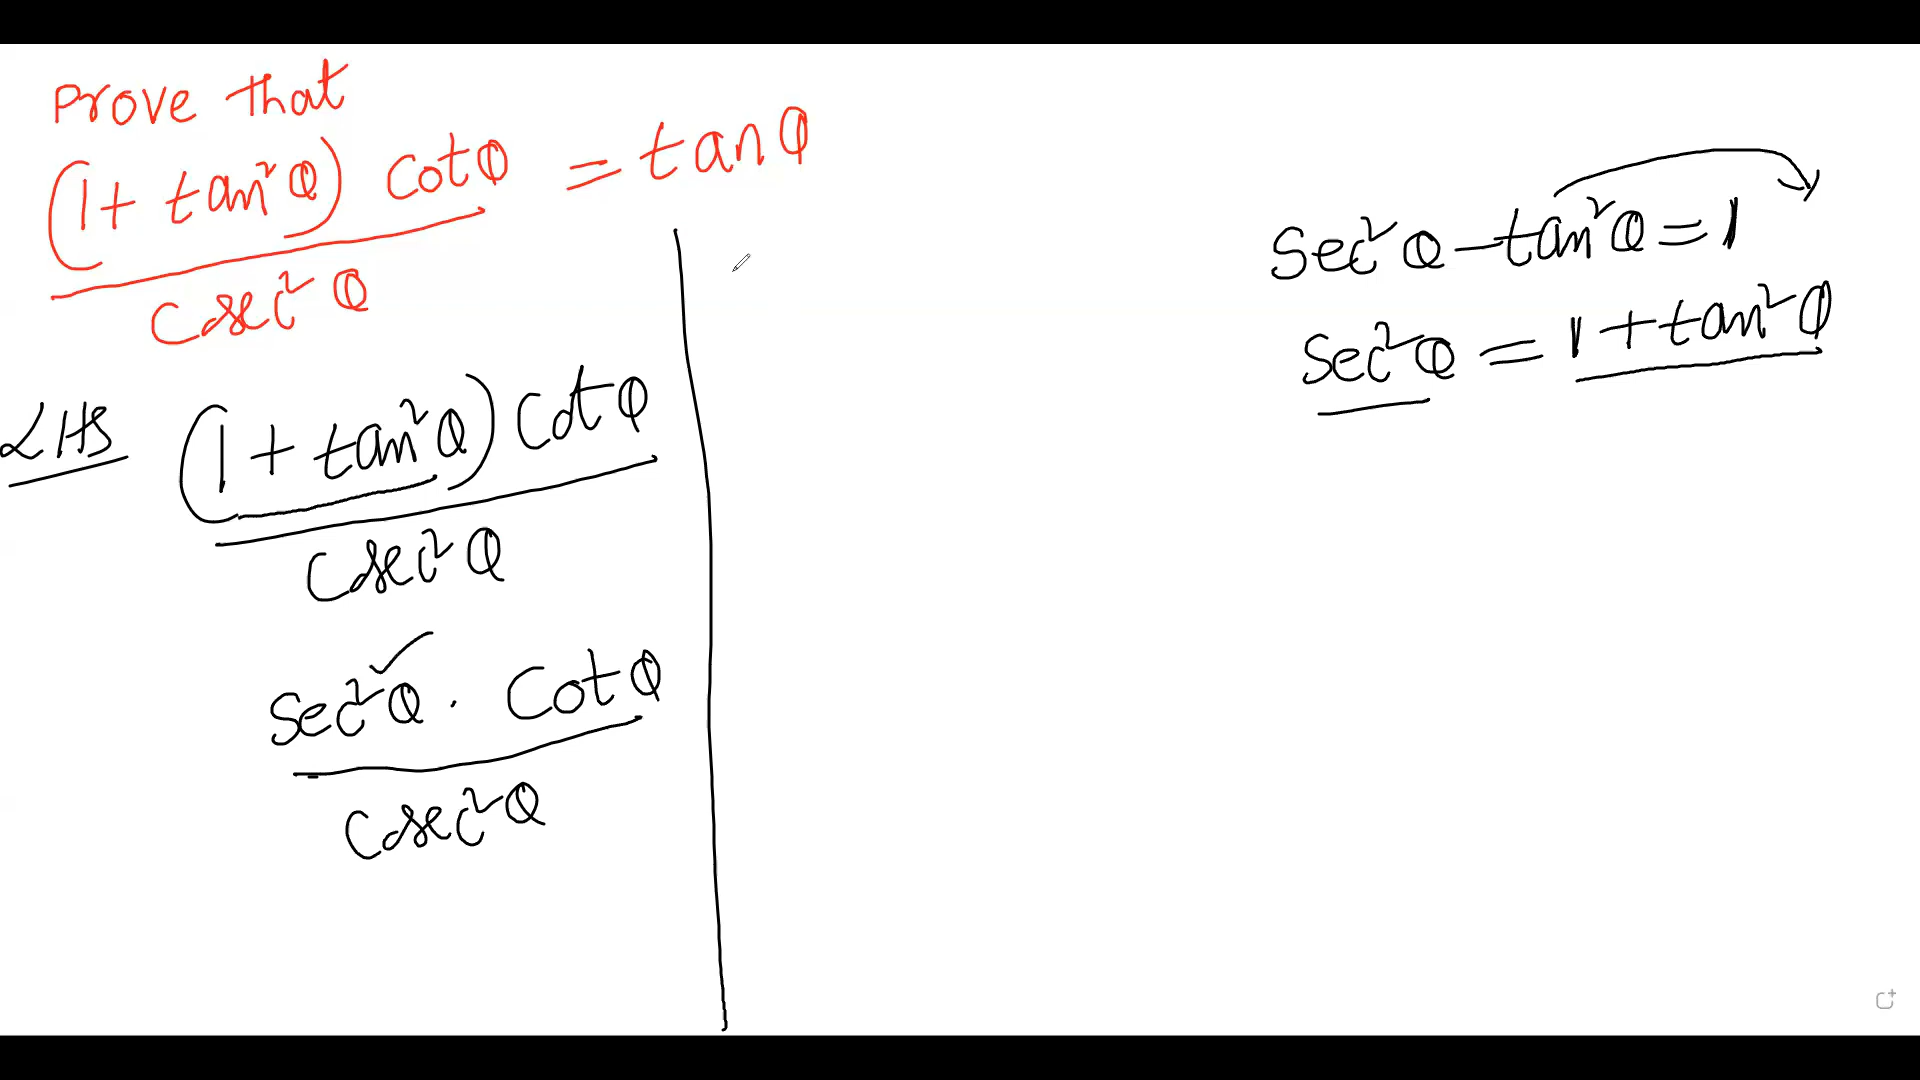 Prove that
(1 + tan²θ) cotθ = tanθ
cosec²θ
LHS (1 + tan²θ) cotθ
cosec²θ
sec²θ . cotθ
cosec²θ
sec²θ – tan²θ = 1
sec²θ = 1 + tan²θ